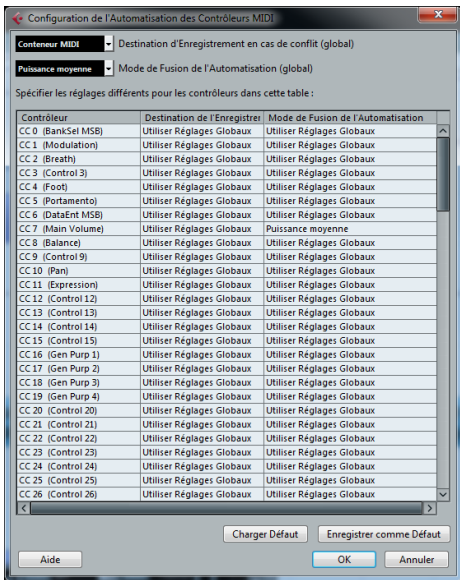 Configuration de l'Automatisation des Contrôleurs MIDI
Conteneur MIDI Destination d'Enregistrement en cas de conflit (global)
Puissance moyenne Mode de Fusion de l'Automatisation (global)
Spécifier les réglages différents pour les contrôleurs dans cette table :
Contrôleur Destination de l'Enregistrer Mode de Fusion de l'Automatisation
CC 0 (BankSel MSB) Utiliser Réglages Globaux Utiliser Réglages Globaux
CC 1 (Modulation) Utiliser Réglages Globaux Utiliser Réglages Globaux
CC 2 (Breath) Utiliser Réglages Globaux Utiliser Réglages Globaux
CC 3 (Control 3) Utiliser Réglages Globaux Utiliser Réglages Globaux
CC 4 (Foot) Utiliser Réglages Globaux Utiliser Réglages Globaux
CC 5 (Portamento) Utiliser Réglages Globaux Utiliser Réglages Globaux
CC 6 (DataEnt MSB) Utiliser Réglages Globaux Utiliser Réglages Globaux
CC 7 (Main Volume) Utiliser Réglages Globaux Puissance moyenne
CC 8 (Balance) Utiliser Réglages Globaux Utiliser Réglages Globaux
CC 9 (Control 9) Utiliser Réglages Globaux Utiliser Réglages Globaux
CC 10 (Pan) Utiliser Réglages Globaux Utiliser Réglages Globaux
CC 11 (Expression) Utiliser Réglages Globaux Utiliser Réglages Globaux
CC 12 (Control 12) Utiliser Réglages Globaux Utiliser Réglages Globaux
CC 13 (Control 13) Utiliser Réglages Globaux Utiliser Réglages Globaux
CC 14 (Control 14) Utiliser Réglages Globaux Utiliser Réglages Globaux
CC 15 (Control 15) Utiliser Réglages Globaux Utiliser Réglages Globaux
CC 16 (Gen Purp 1) Utiliser Réglages Globaux Utiliser Réglages Globaux
CC 17 (Gen Purp 2) Utiliser Réglages Globaux Utiliser Réglages Globaux
CC 18 (Gen Purp 3) Utiliser Réglages Globaux Utiliser Réglages Globaux
CC 19 (Gen Purp 4) Utiliser Réglages Globaux Utiliser Réglages Globaux
CC 20 (Control 20) Utiliser Réglages Globaux Utiliser Réglages Globaux
CC 21 (Control 21) Utiliser Réglages Globaux Utiliser Réglages Globaux
CC 22 (Control 22) Utiliser Réglages Globaux Utiliser Réglages Globaux
CC 23 (Control 23) Utiliser Réglages Globaux Utiliser Réglages Globaux
CC 24 (Control 24) Utiliser Réglages Globaux Utiliser Réglages Globaux
CC 25 (Control 25) Utiliser Réglages Globaux Utiliser Réglages Globaux
CC 26 (Control 26) Utiliser Réglages Globaux Utiliser Réglages Globaux
Charger Défaut Enregistrer comme Défaut
Aide OK Annuler